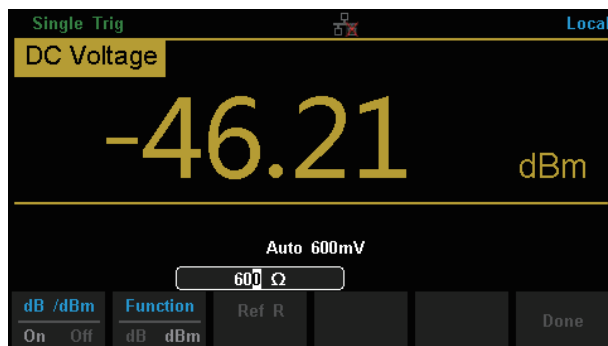 Single Trig Local
DC Voltage
-46.21 dBm
Auto 600mV
600 Ω
dB /dBm Function Ref R Done
On Off dB dBm